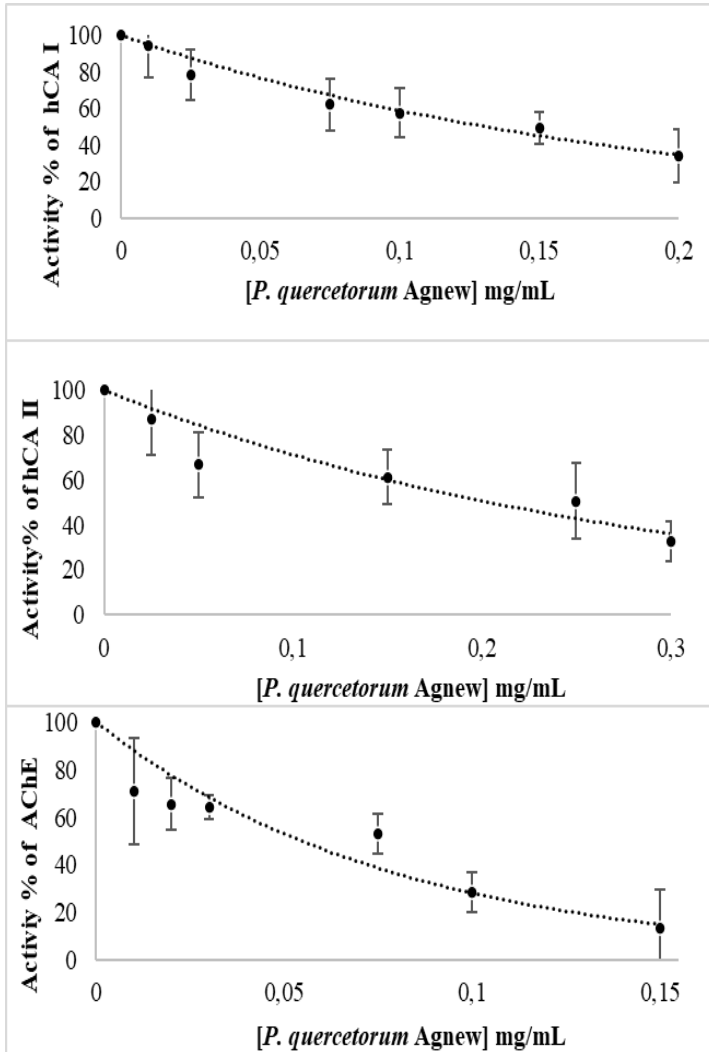 Activity % of hCA I
100
80
60
40
20
0
0 0,05 0,1 0,15 0,2
[P. quercetorum Agnew] mg/mL
Activity% of hCA II
100
80
60
40
20
0
0 0,1 0,2 0,3
[P. quercetorum Agnew] mg/mL
Activiy % of AChE
100
80
60
40
20
0
0 0,05 0,1 0,15
[P. quercetorum Agnew] mg/mL